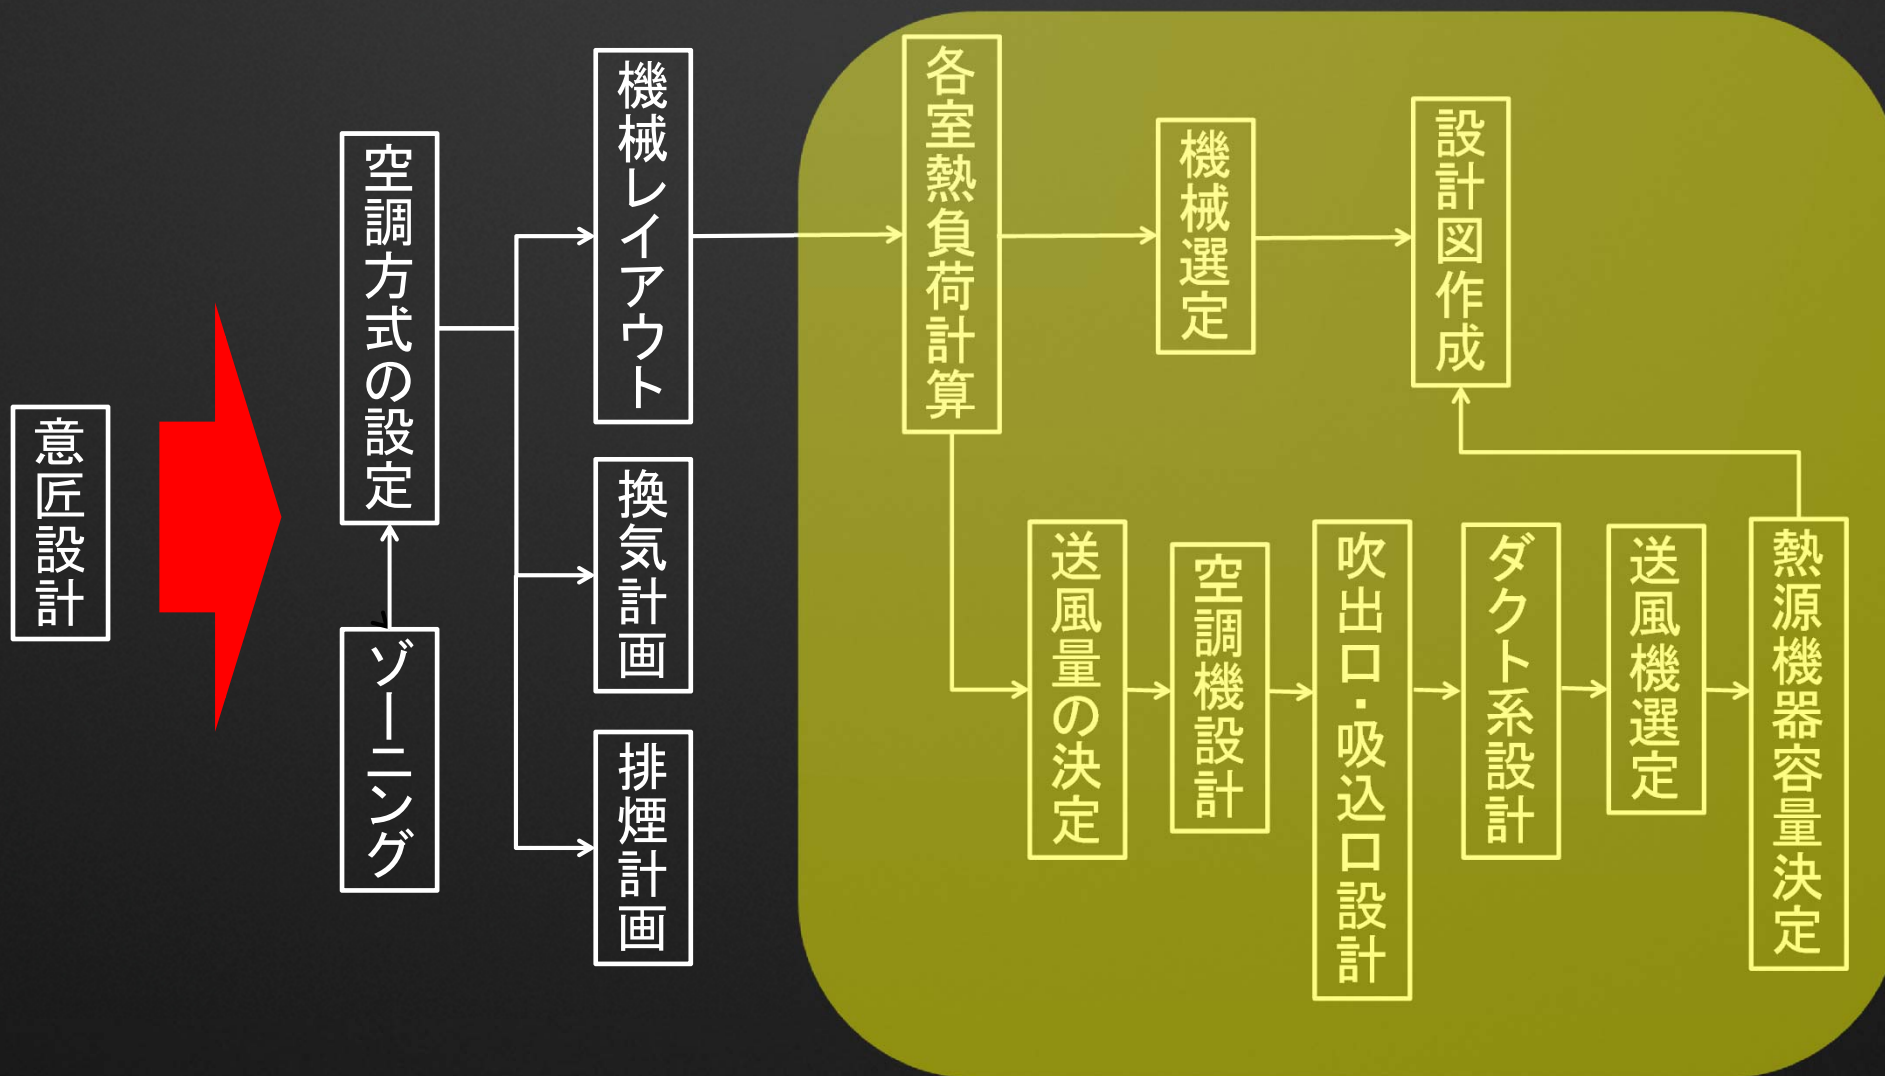 意匠設計
空調方式の設定
ゾーニング
機械レイアウト
換気計画
排煙計画
各室熱負荷計算
機械選定
設計図作成
送風量の決定
空調機設計
吹出口・吸込口設計
ダクト系設計
送風機選定
熱源機器容量決定